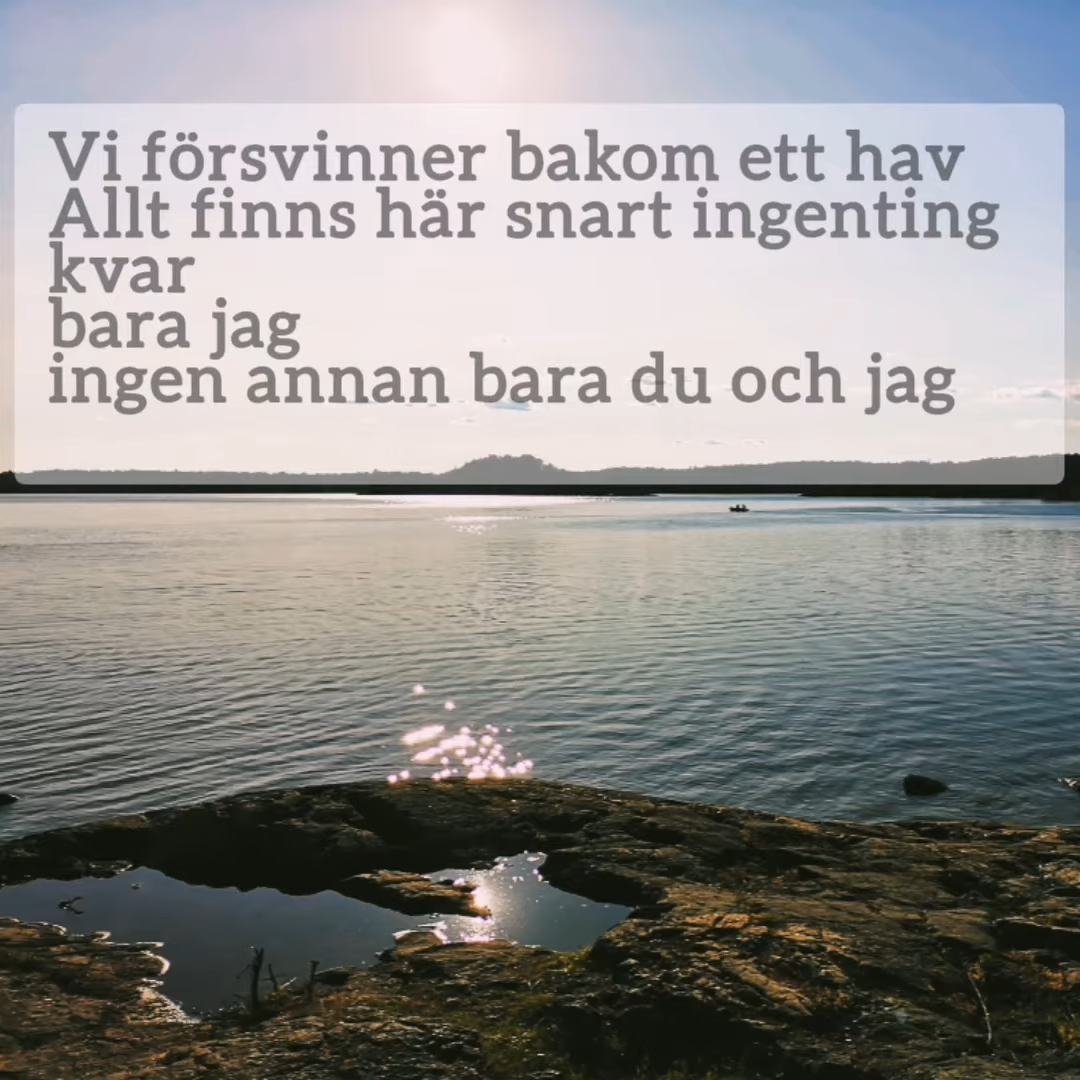 Vi försvinner bakom ett hav
Allt finns här snart ingenting
kvar
bara jag
ingen annan bara du och jag